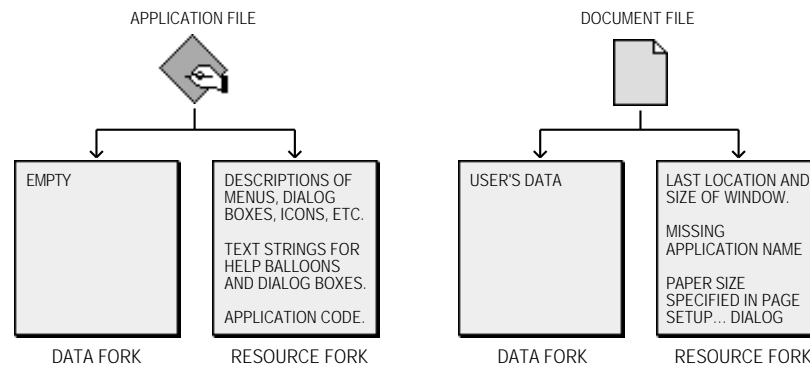 APPLICATION FILE
EMPTY
DESCRIPTIONS OF
MENUS, DIALOG
BOXES, ICONS, ETC.
TEXT STRINGS FOR
HELP BALLOONS
AND DIALOG BOXES.
APPLICATION CODE.
DATA FORK
RESOURCE FORK
DOCUMENT FILE
USER'S DATA
LAST LOCATION AND
SIZE OF WINDOW.
MISSING
APPLICATION NAME
PAPER SIZE
SPECIFIED IN PAGE
SETUP... DIALOG
DATA FORK
RESOURCE FORK